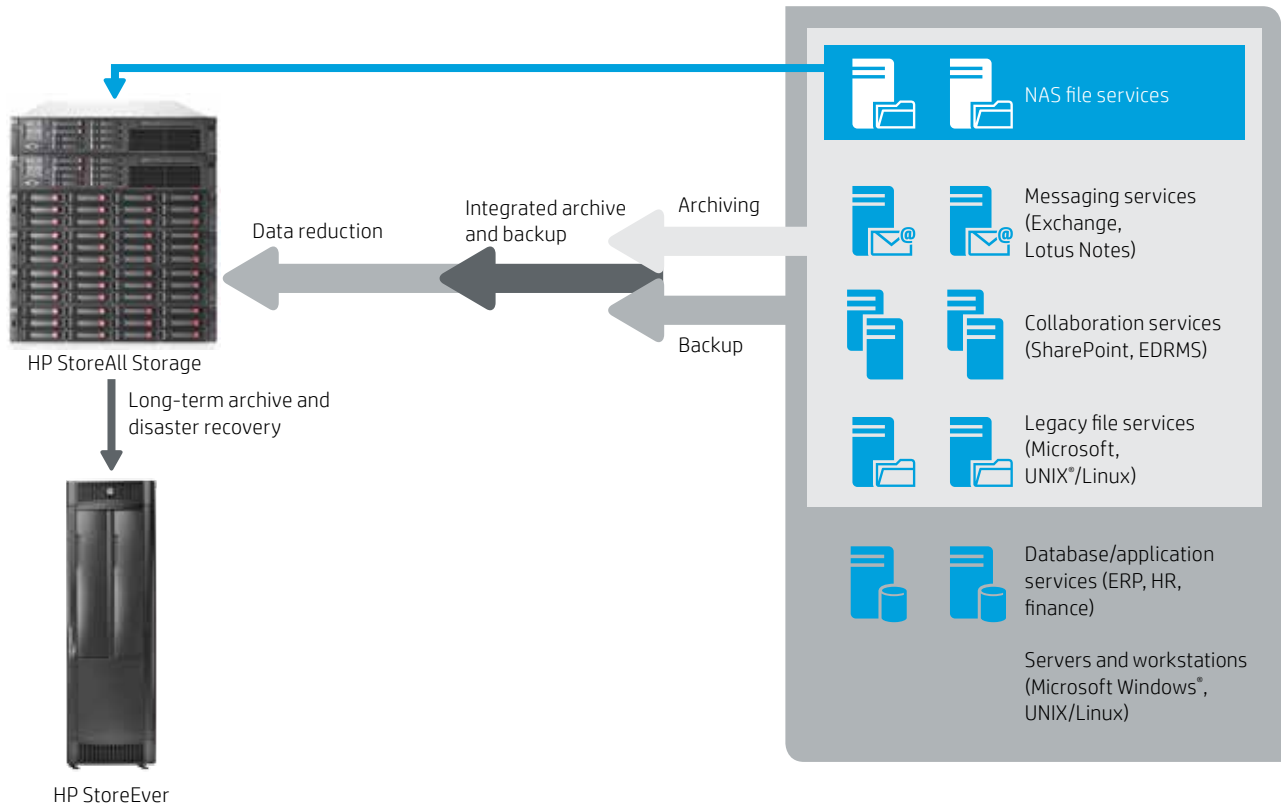 NAS file services
Messaging services
(Exchange,
Lotus Notes)
Archiving
Integrated archive
and backup
Data reduction
Backup
Collaboration services
(SharePoint, EDRMS)
HP StoreAll Storage
Long-term archive and
disaster recovery
Legacy file services
(Microsoft,
UNIX®/Linux)
Database/application
services (ERP, HR,
finance)
Servers and workstations
(Microsoft Windows®,
UNIX/Linux)
HP StoreEver
@
@